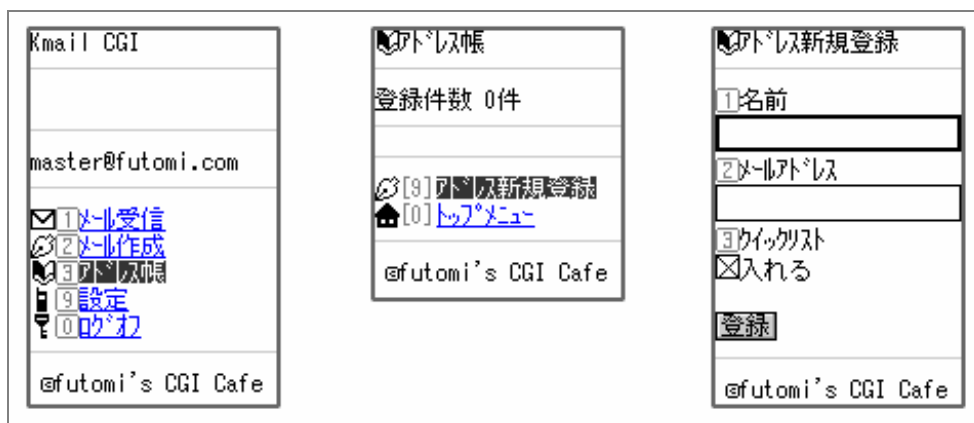 Kmail CGI
master@futomi.com
1 ﾒｰﾙ受信
2 ﾒｰﾙ作成
3 ｱﾄﾞﾚｽ帳
9 設定
0 ﾛｸﾞｵﾌ
@futomi's CGI Cafe
ｱﾄﾞﾚｽ帳
登録件数 0件
[9]ｱﾄﾞﾚｽ新規登録
[0]ﾄｯﾌﾟﾒﾆｭｰ
@futomi's CGI Cafe
ｱﾄﾞﾚｽ新規登録
1 名前
2 ﾒｰﾙｱﾄﾞﾚｽ
3 ｸｲｯｸﾘｽﾄ
入れる
登録
@futomi's CGI Cafe